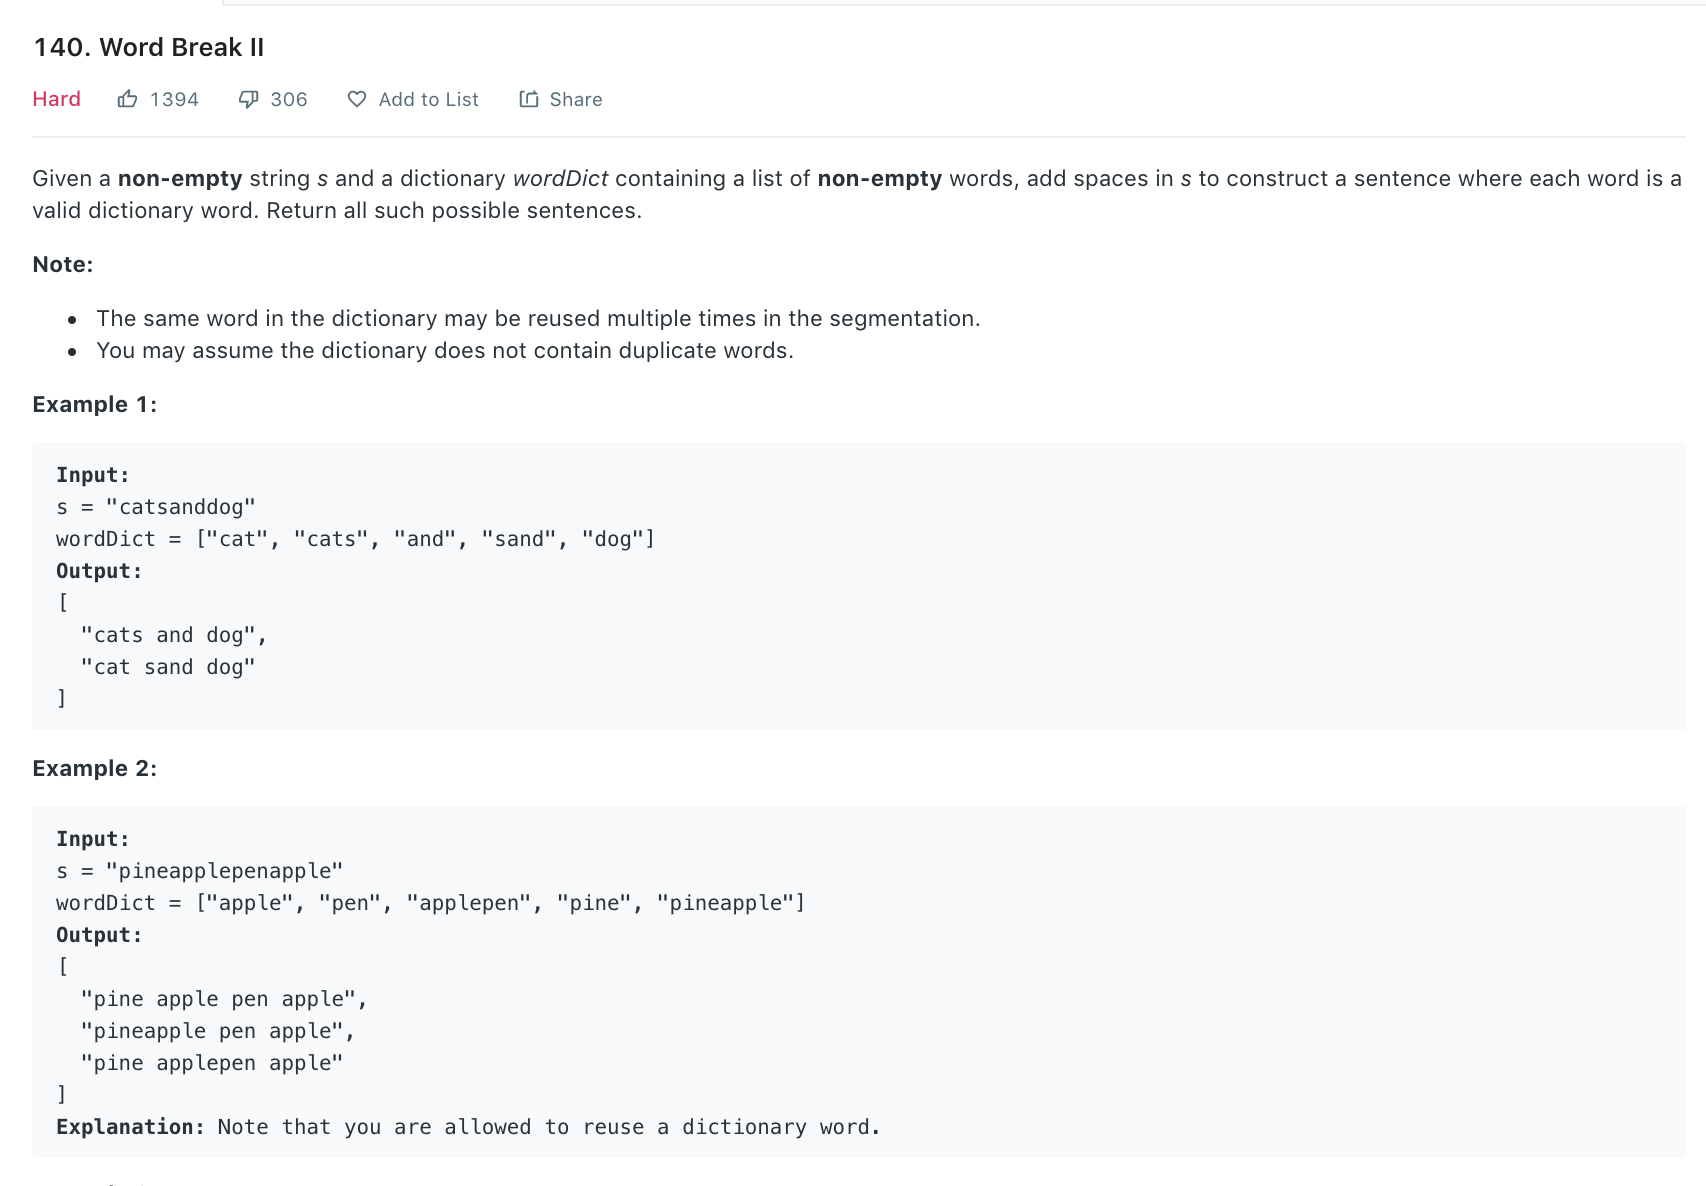 140. Word Break II
Hard 1394 306 Add to List Share
Given a non-empty string s and a dictionary wordDict containing a list of non-empty words, add spaces in s to construct a sentence where each word is a
valid dictionary word. Return all such possible sentences.
Note:
• The same word in the dictionary may be reused multiple times in the segmentation.
• You may assume the dictionary does not contain duplicate words.
Example 1:
Input:
s = "catsanddog"
wordDict = ["cat", "cats", "and", "sand", "dog"]
Output:
[
"cats and dog",
"cat sand dog"
]
Example 2:
Input:
s = "pineapplepenapple"
wordDict = ["apple", "pen", "applepen", "pine", "pineapple"]
Output:
[
"pine apple pen apple",
"pineapple pen apple",
"pine applepen apple"
]
Explanation: Note that you are allowed to reuse a dictionary word.